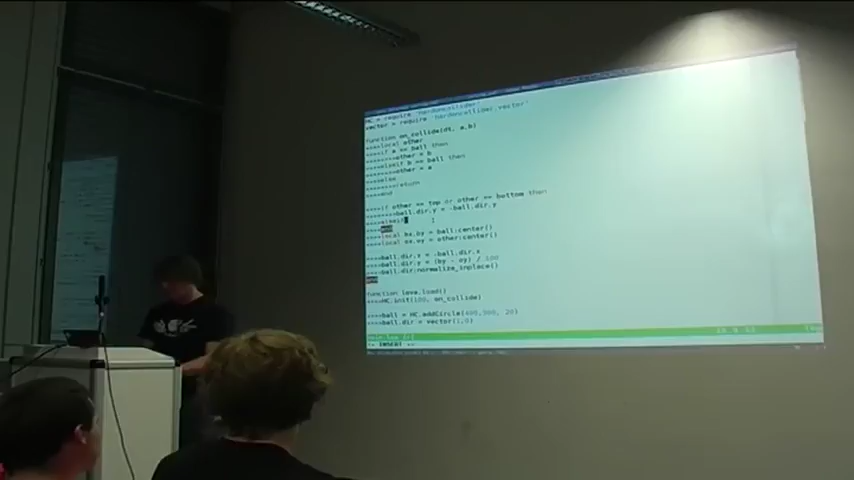 HC = require 'hardoncollider'
vector = require 'hardoncollider.vector'
function on_collide(dt, a,b)
local other
if a == ball then
other = b
elseif b == ball then
other = a
else
return
end
if other == top or other == bottom then
ball.dir.y = -ball.dir.y
end
local bx,by = ball:center()
local ox,oy = other:center()
ball.dir.x = -ball.dir.x
ball.dir.y = (by - oy) / 100
ball.dir:normalize_inplace()
end
function love.load()
HC.init(100, on_collide)
ball = HC.addCircle(400,300, 20)
ball.dir = vector(1,0)